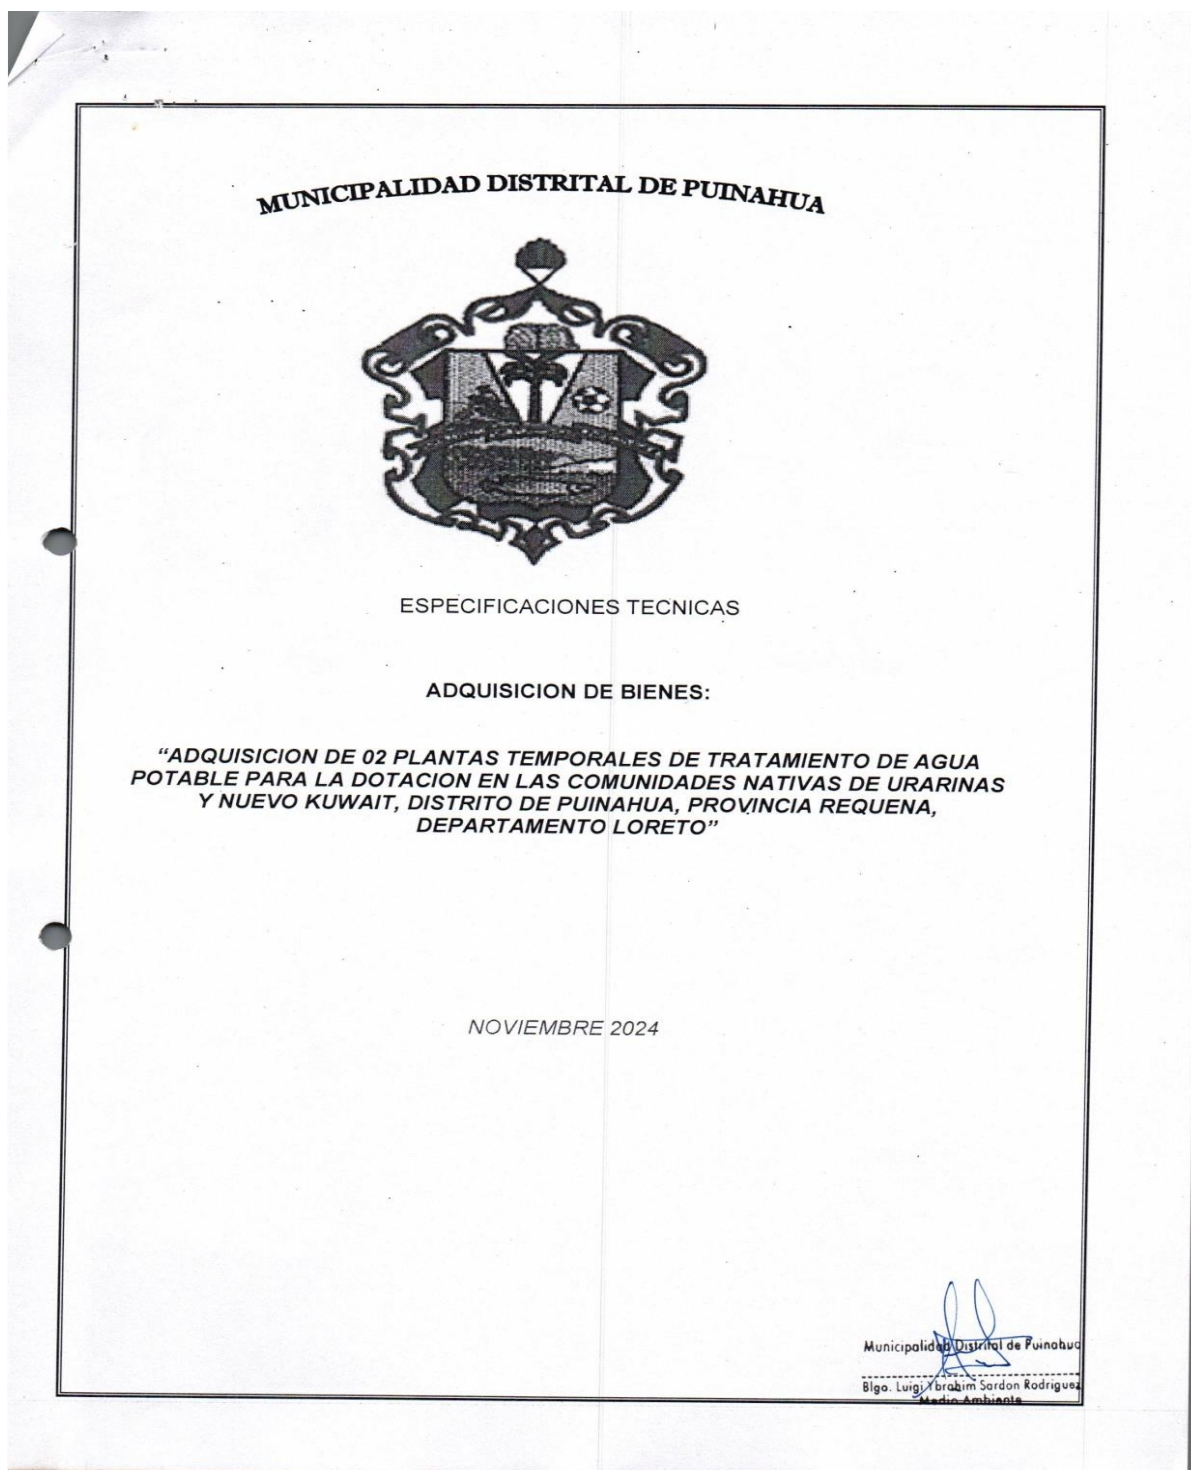 MUNICIPALIDAD DISTRITAL DE PUINAHUA
ESPECIFICACIONES TECNICAS
ADQUISICION DE BIENES:
“ADQUISICION DE 02 PLANTAS TEMPORALES DE TRATAMIENTO DE AGUA
POTABLE PARA LA DOTACION EN LAS COMUNIDADES NATIVAS DE URARINAS
Y NUEVO KUWAIT, DISTRITO DE PUINAHUA, PROVINCIA REQUENA,
DEPARTAMENTO LORETO”
NOVIEMBRE 2024
Municipalidad Distrital de Puinahua
Blgo. Luigi Ybrahim Sardon Rodriguez
Medio Ambiente